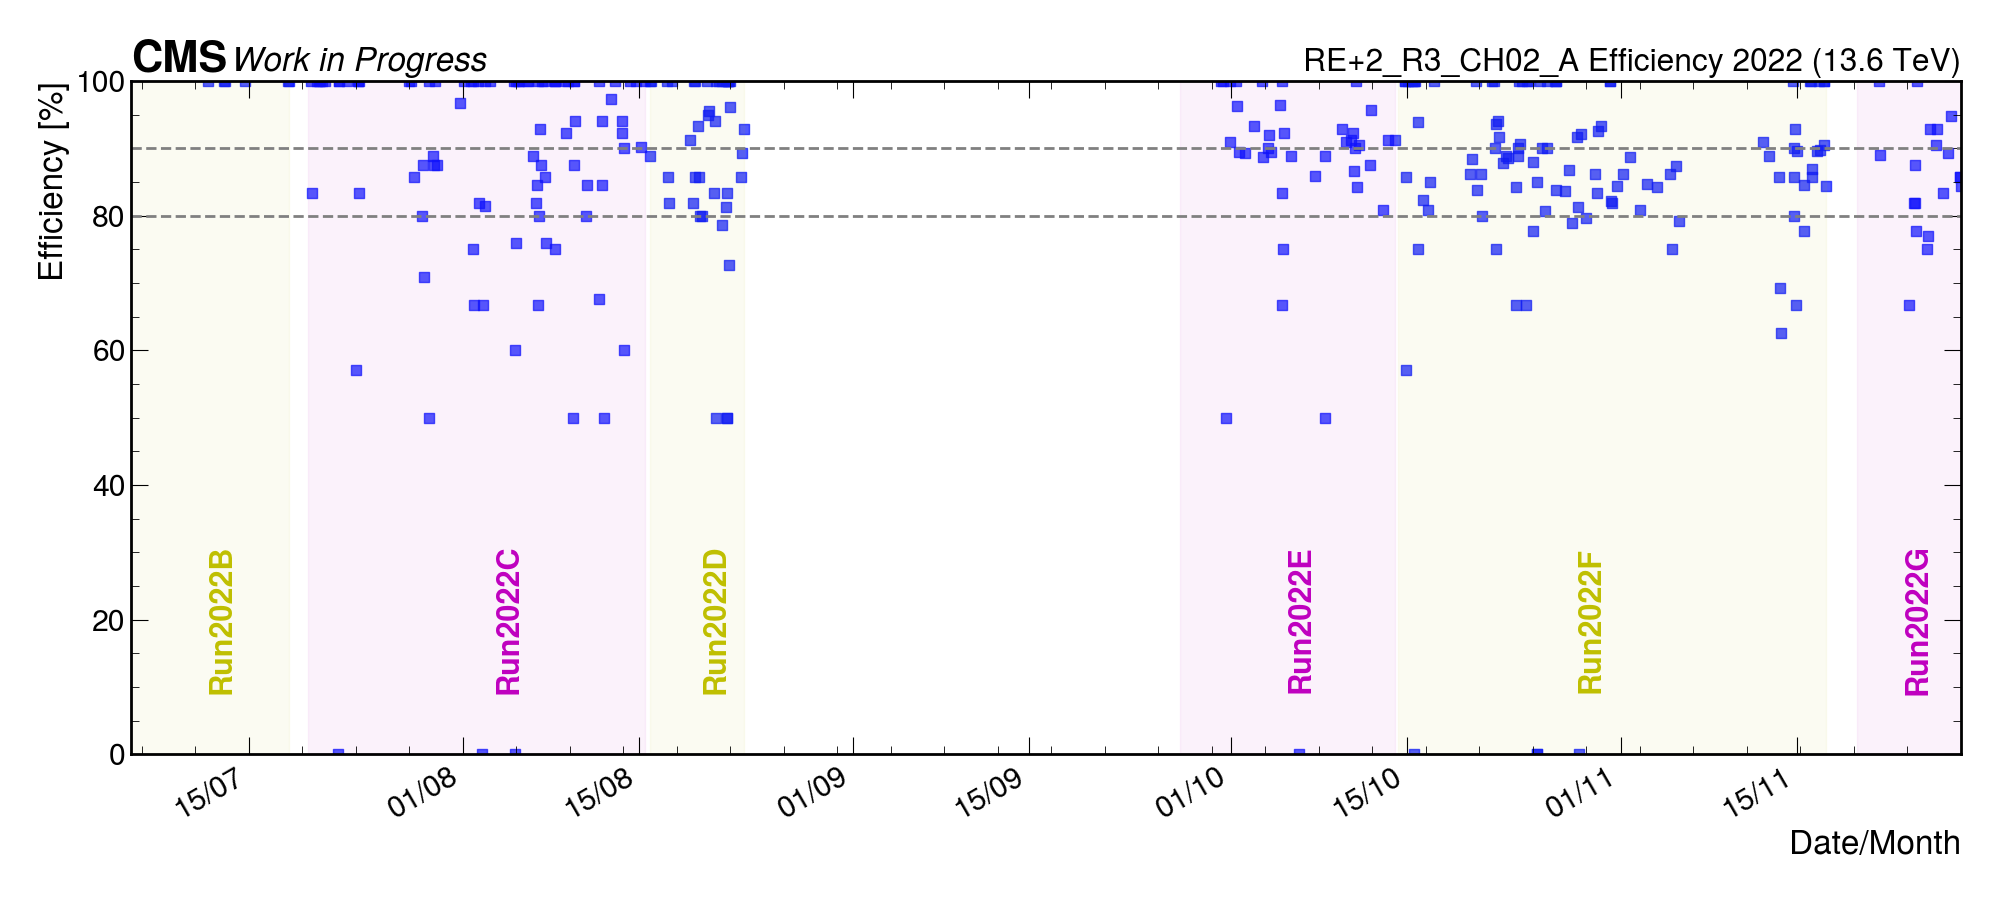 CMS Work in Progress
RE+2_R3_CH02_A Efficiency 2022 (13.6 TeV)
Efficiency [%]
100
80
60
40
20
0
Run2022B
Run2022C
Run2022D
Run2022E
Run2022F
Run2022G
15/07
01/08
15/08
01/09
15/09
01/10
15/10
01/11
15/11
Date/Month